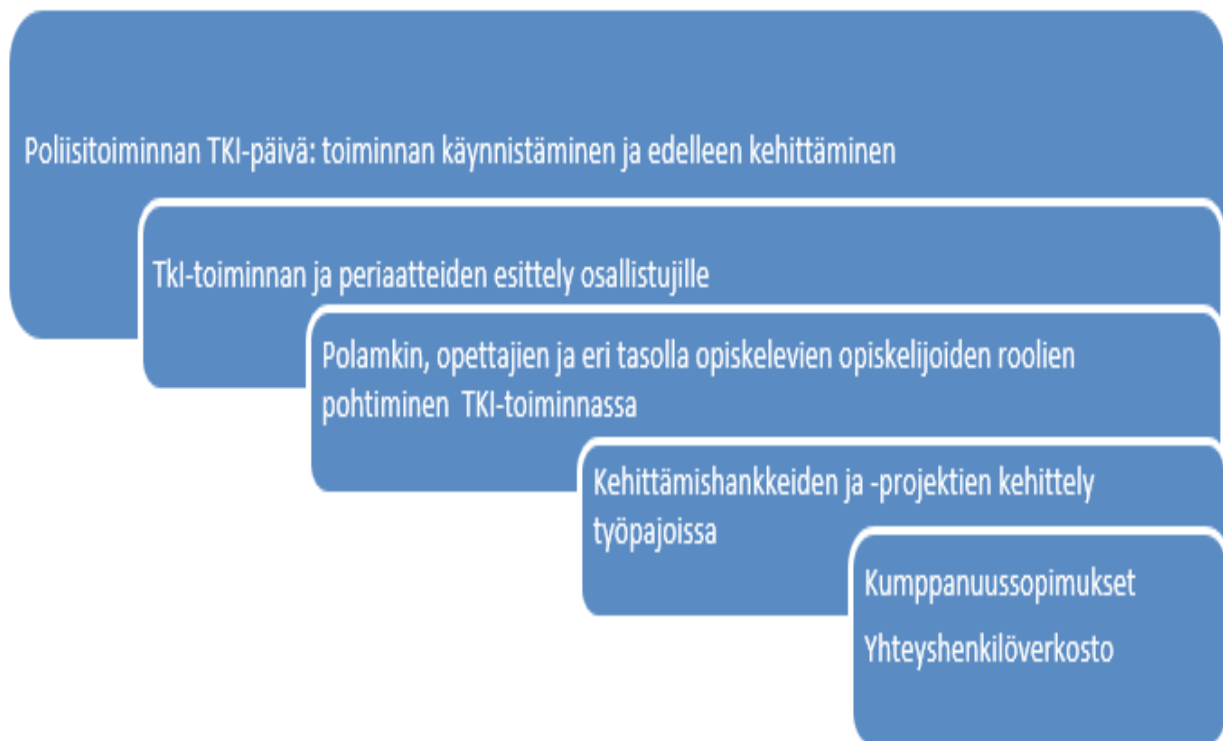 Poliisitoiminnan TKI-päivä: toiminnan käynnistäminen ja edelleen kehittäminen
TkI-toiminnan ja periaatteiden esittely osallistujille
Polamkin, opettajien ja eri tasolla opiskelevien opiskelijoiden roolien
pohtiminen TKI-toiminnassa
Kehittämishankkeiden ja -projektien kehittely
työpajoissa
Kumppanuussopimukset
Yhteyshenkilöverkosto